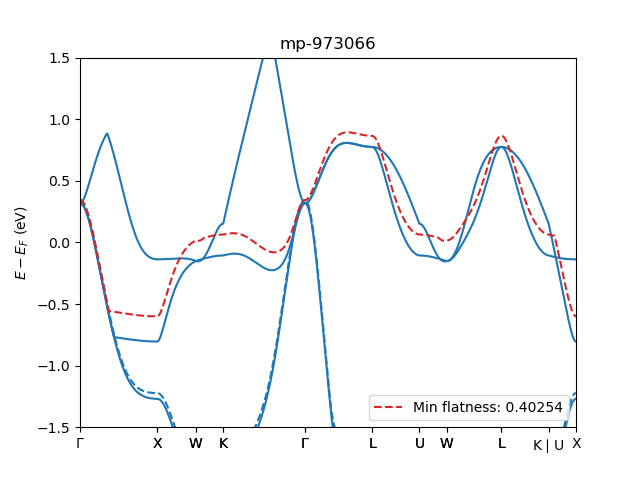 mp-973066
E − E_F (eV)
1.5
1.0
0.5
0.0
−0.5
−1.0
−1.5
Min flatness: 0.40254
Γ X W K Γ L U W L K | U X